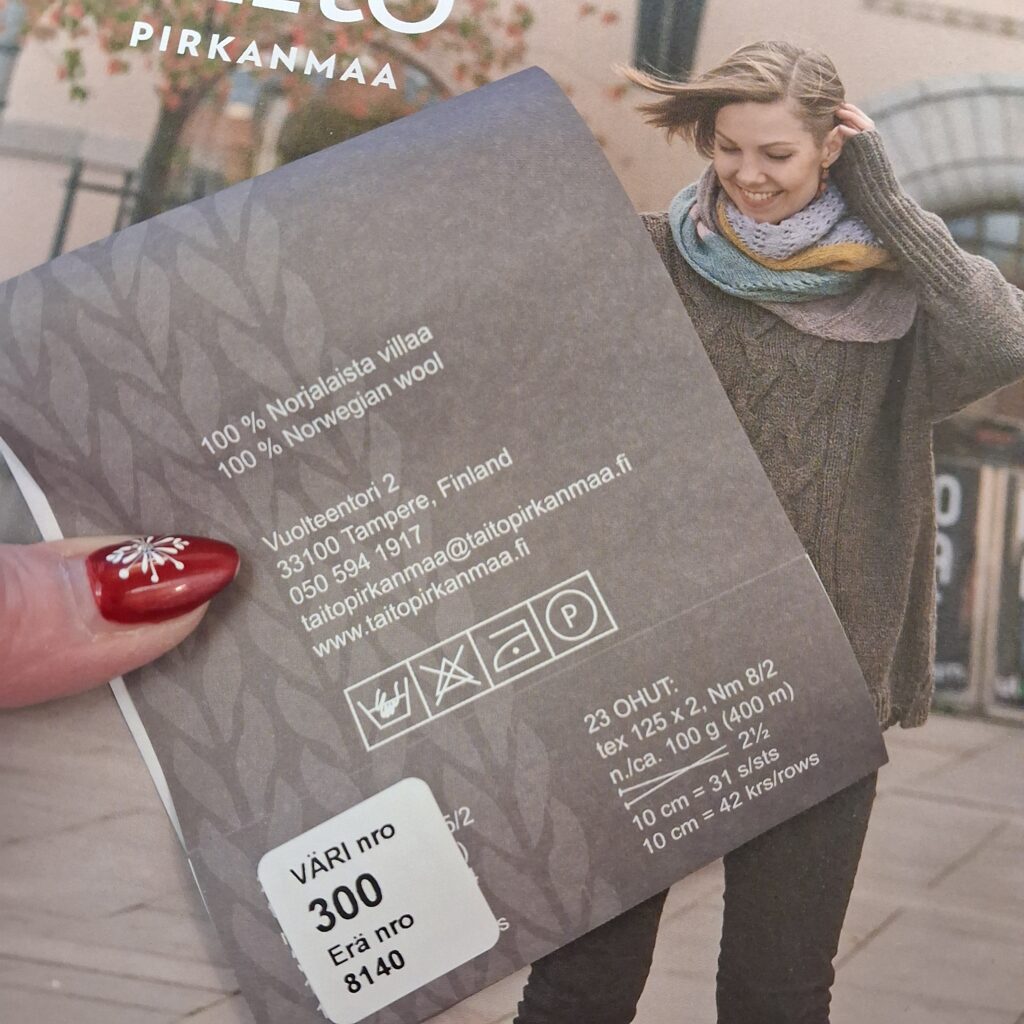 PIRKANMAA
100 % Norjalaista villaa
100 % Norwegian wool
Vuolteentori 2
33100 Tampere, Finland
050 594 1917
taitopirkanmaa@taitopirkanmaa.fi
www.taitopirkanmaa.fi
P
23 OHUT:
tex 125 x 2, Nm 8/2
n./ca. 100 g (400 m)
2½
10 cm = 31 s/sts
10 cm = 42 krs/rows
5/2
)
s
VÄRI nro
300
Erä nro
8140